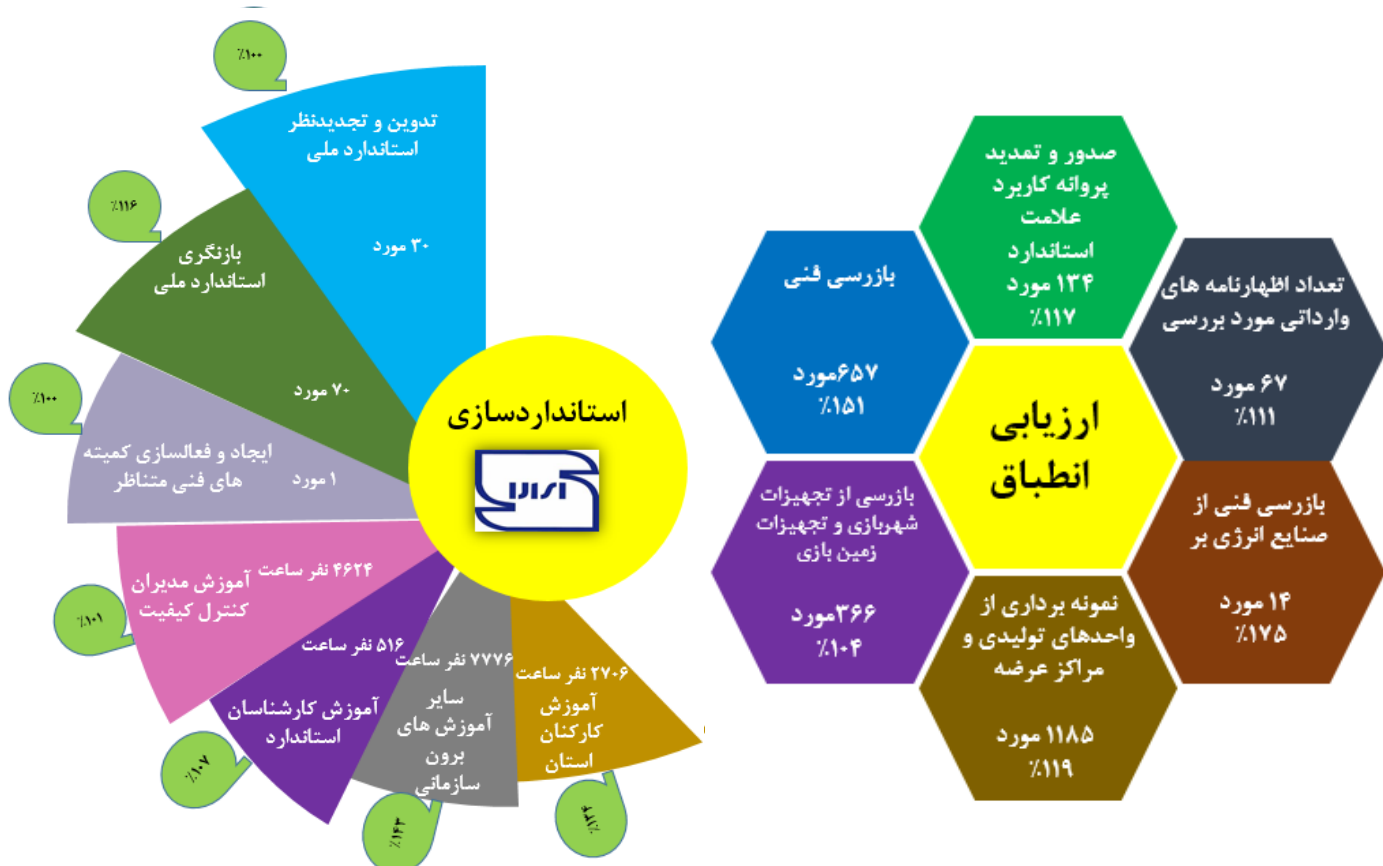 ٪۱۰۰
تدوین و تجدیدنظر
استاندارد ملی
۳۰ مورد
٪۱۱۶
بازنگری
استاندارد ملی
۷۰ مورد
٪۱۰۰
ایجاد و فعالسازی کمیته
های فنی متناظر
۱ مورد
۴۶۲۴ نفر ساعت
آموزش مدیران
کنترل کیفیت
٪۱۰۱
۵۱۶ نفر ساعت
آموزش کارشناسان
استاندارد
٪۱۰۷
۷۷۷۶ نفر ساعت
سایر
آموزش های
برون
سازمانی
٪۱۴۳
۲۷۰۶ نفر ساعت
آموزش
کارکنان
استان
استانداردسازی
صدور و تمدید
پروانه کاربرد
علامت
استاندارد
۱۳۴ مورد
٪۱۱۷
تعداد اظهارنامه های
وارداتی مورد بررسی
۶۷ مورد
٪۱۱۱
بازرسی فنی
۶۵۷مورد
٪۱۵۱
ارزیابی
انطباق
بازرسی فنی از
صنایع انرژی بر
۱۴ مورد
٪۱۷۵
بازرسی از تجهیزات
شهربازی و تجهیزات
زمین بازی
۳۶۶مورد
٪۱۰۴
نمونه برداری از
واحدهای تولیدی و
مراکز عرضه
۱۱۸۵ مورد
٪۱۱۹